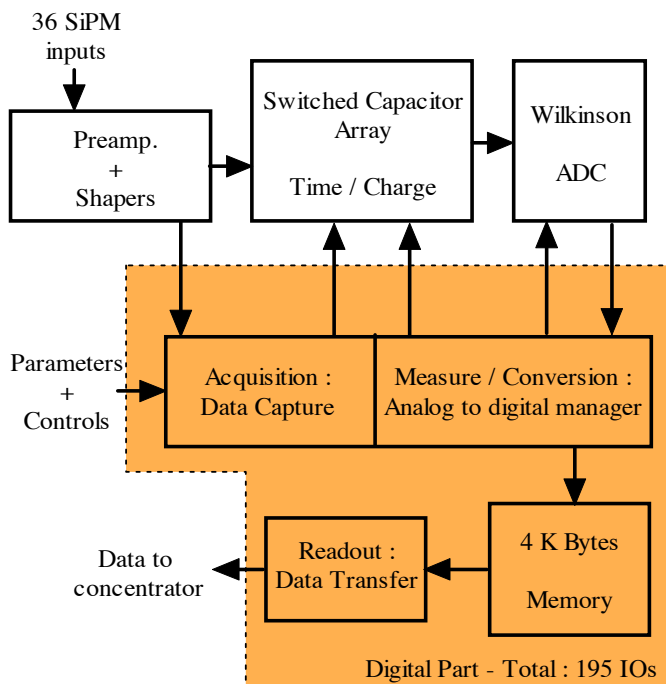 36 SiPM
inputs
Preamp.
+
Shapers
Switched Capacitor
Array
Time / Charge
Wilkinson
ADC
Parameters
+
Controls
Acquisition :
Data Capture
Measure / Conversion :
Analog to digital manager
4 K Bytes
Memory
Readout :
Data Transfer
Data to
concentrator
Digital Part - Total : 195 IOs